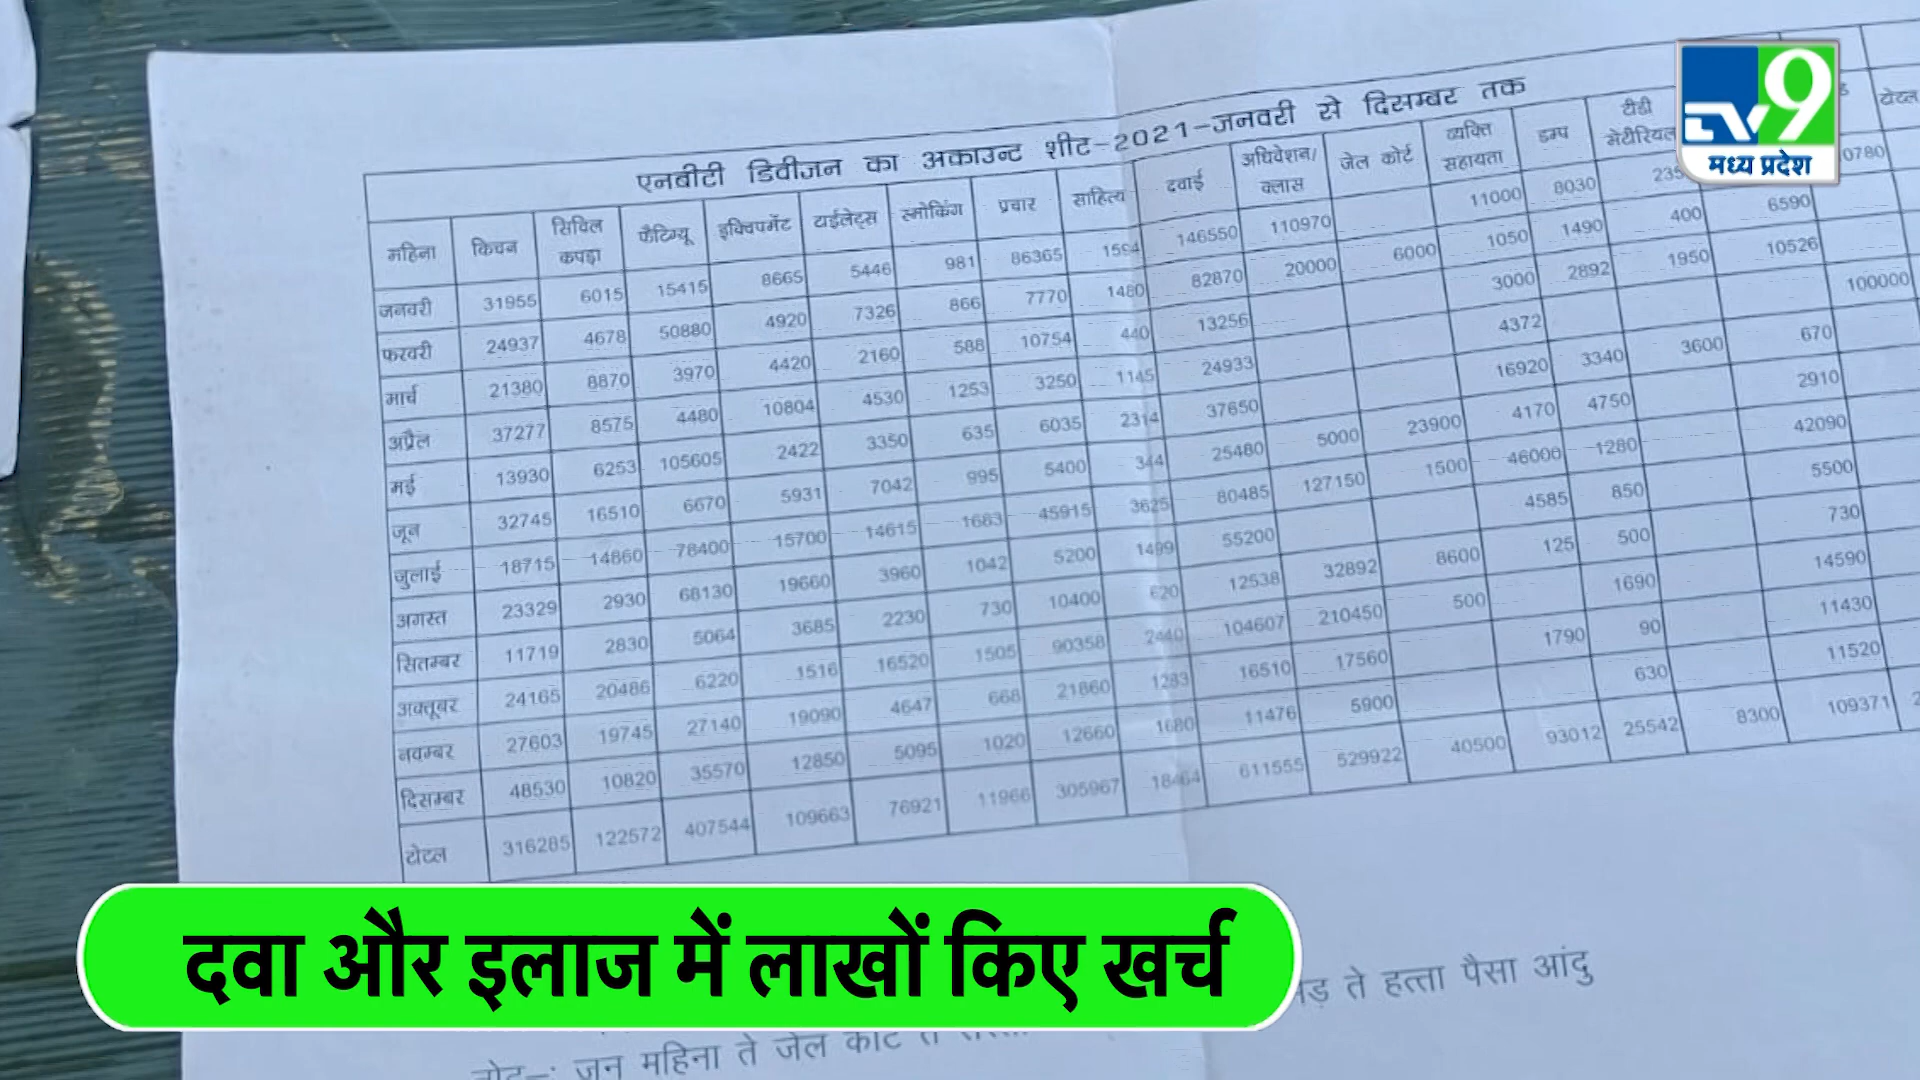 एनबीटी डिवीजन का अकाउन्ट शीट-2021-जनवरी से दिसम्बर तक
महिना किचन सिविल कपड़ा फैटिग्यू इक्विपमेंट टाईलेट्स स्मोकिंग प्रचार साहित्य दवाई अधिवेशन/ क्लास जेल कोर्ट व्यक्ति सहायता डम्प टीडी मेटीरियल टोटल
जनवरी 31955 6015 15415 8665 5446 981 86365 1594 146550 110970 11000 8030 235 0780
फरवरी 24937 4678 50880 4920 7326 866 7770 1480 82870 20000 6000 1050 1490 400 6590
मार्च 21380 8870 3970 4420 2160 588 10754 440 13256 3000 2892 1950 10526
अप्रैल 37277 8575 4480 10804 4530 1253 3250 1145 24933 4372 100000
मई 13930 6253 105605 2422 3350 635 6035 2314 37650 16920 3340 3600 670
जून 32745 16510 6670 5931 7042 995 5400 344 25480 5000 23900 4170 4750 2910
जुलाई 18715 14860 78400 15700 14615 1683 45915 3625 80485 127150 1500 46000 1280 42090
अगस्त 23329 2930 68130 19660 3960 1042 5200 1499 55200 4585 850 5500
सितम्बर 11719 2830 5064 3685 2230 730 10400 620 12538 32892 8600 125 500 730
अक्तूबर 24165 20486 6220 1516 16520 1505 90358 2440 104607 210450 500 1690 14590
नवम्बर 27603 19745 27140 19090 4647 668 21860 1283 16510 17560 1790 90 11430
दिसम्बर 48530 10820 35570 12850 5095 1020 12660 1680 11476 5900 630 11520
टोटल 316285 122572 407544 109663 76921 11966 305967 18464 611555 529922 40500 93012 25542 8300 109371
TV9
मध्य प्रदेश
दवा और इलाज में लाखों किए खर्च
ते हत्ता पैसा आंदु
जून महिना ते जेल कोट